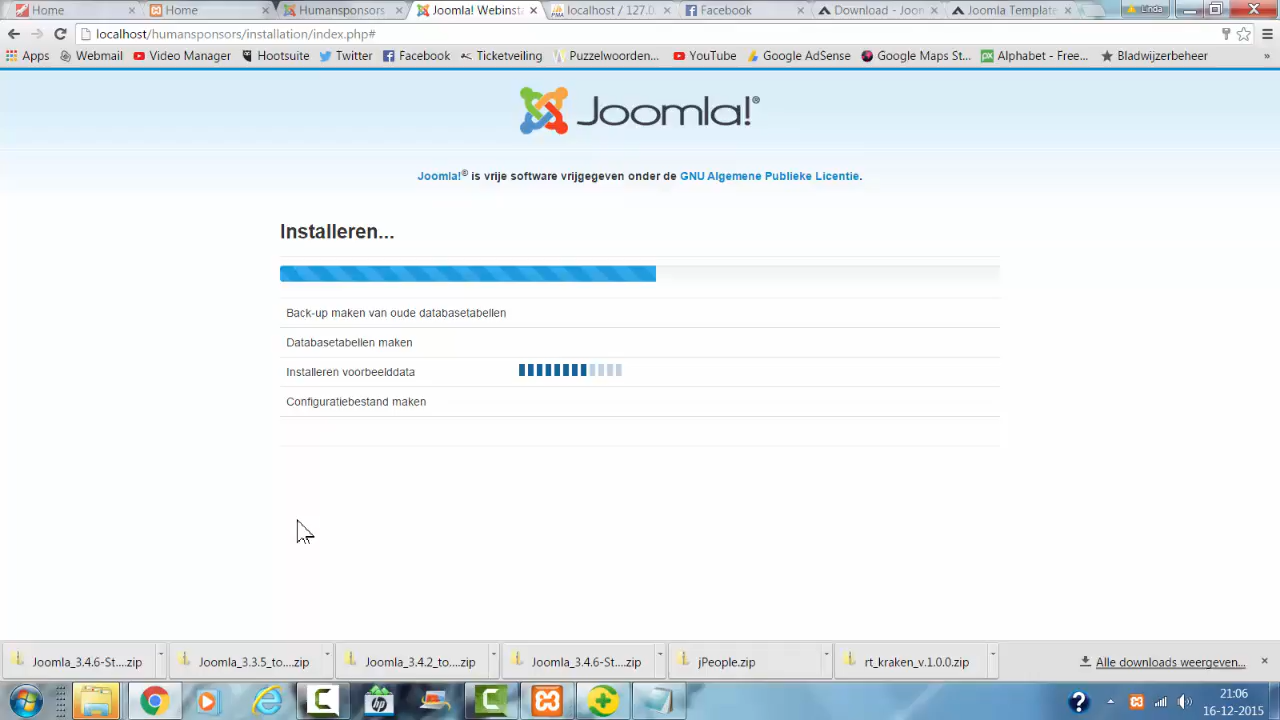 Home
Home
Humansponsors
Joomla! Webinst
localhost / 127.0
Facebook
Download - Joon
Joomla Template
Linda
localhost/humansponsors/installation/index.php#
Apps
Webmail
Video Manager
Hootsuite
Twitter
Facebook
Ticketveiling
Puzzelwoorden...
YouTube
Google AdSense
Google Maps St...
Alphabet - Free...
Bladwijzerbeheer
»
Joomla!®
Joomla!® is vrije software vrijgegeven onder de GNU Algemene Publieke Licentie.
Installeren...
Back-up maken van oude databasetabellen
Databasetabellen maken
Installeren voorbeelddata
Configuratiebestand maken
Joomla_3.4.6-St....zip
Joomla_3.3.5_to....zip
Joomla_3.4.2_to....zip
Joomla_3.4.6-St....zip
jPeople.zip
rt_kraken_v.1.0.0.zip
Alle downloads weergeven...
21:06
16-12-2015